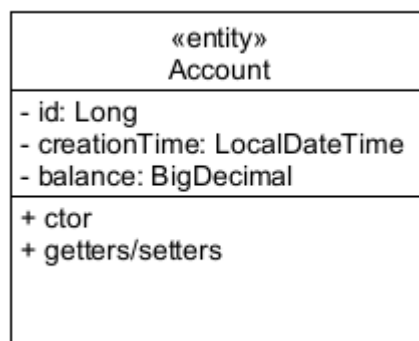 «entity»
Account
- id: Long
- creationTime: LocalDateTime
- balance: BigDecimal
+ ctor
+ getters/setters